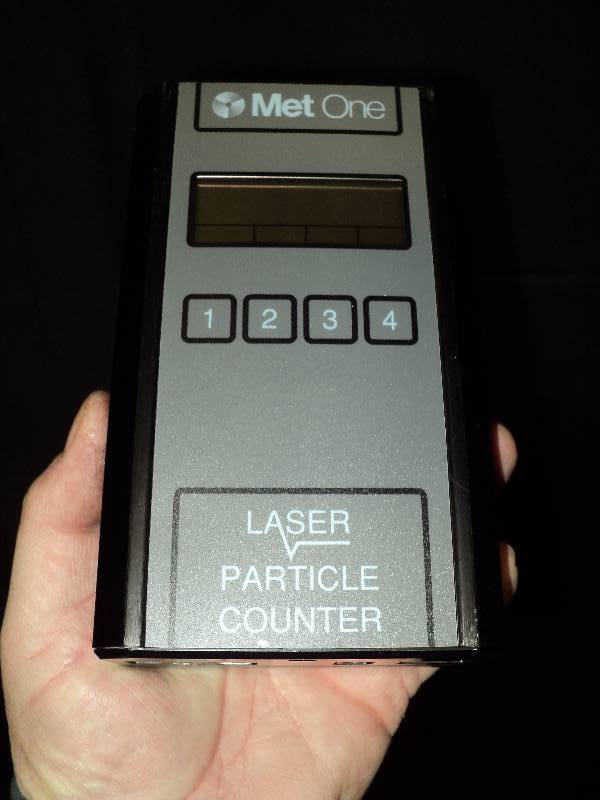 Met One
1 2 3 4
LASER
PARTICLE
COUNTER